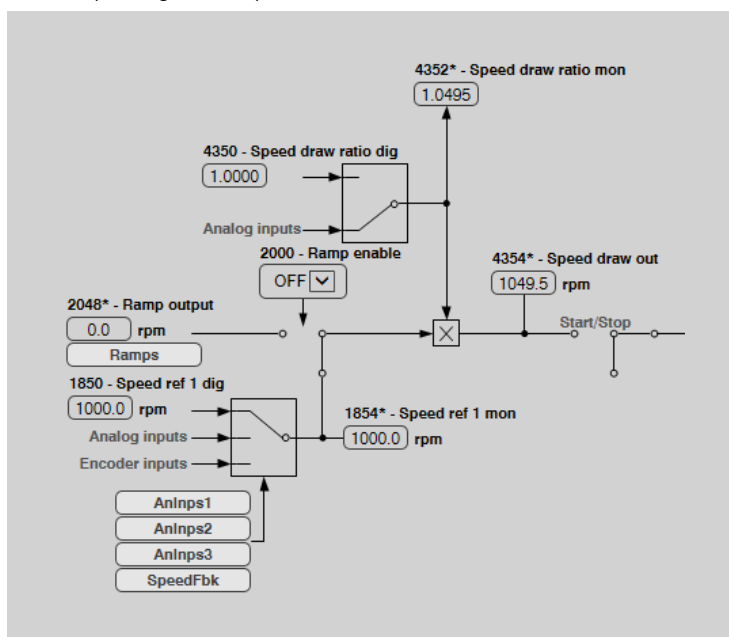 4352* - Speed draw ratio mon
1.0495
4350 - Speed draw ratio dig
1.0000
Analog inputs
2000 - Ramp enable
OFF
4354* - Speed draw out
1049.5 rpm
2048* - Ramp output
0.0 rpm
Ramps
Start/Stop
X
1850 - Speed ref 1 dig
1000.0 rpm
Analog inputs
Encoder inputs
1854* - Speed ref 1 mon
1000.0 rpm
AnInps1
AnInps2
AnInps3
SpeedFbk